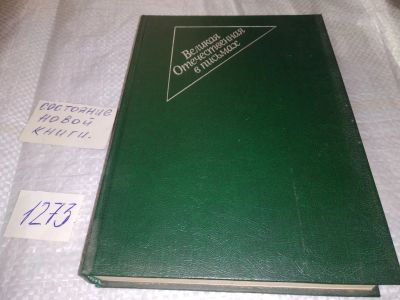 Великая
Отечественная
в письмах
состояние
новой
книги.
1273